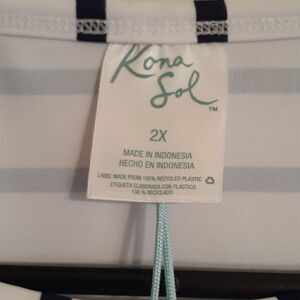 Kona
Sol
TM
2X
MADE IN INDONESIA
HECHO EN INDONESIA
LABEL MADE FROM 100% RECYCLED PLASTIC
ETIQUETA ELABORADA CON PLASTICO
100 % RECICLADO